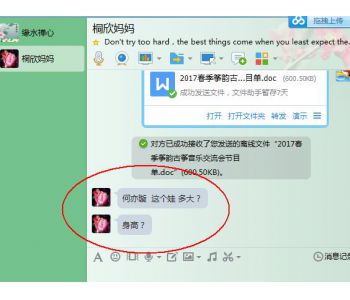 缘水禅心
桐欣妈妈
桐欣妈妈
Don't try too hard, the best things come when you least expect the.
拖拽上传
2017春季筝韵古...目单.doc (600.50KB)
成功发送文件，文件助手暂存7天
打开 打开文件夹 转发 演示
对方已成功接收了您发送的离线文件“2017春
季筝韵古筝音乐交流会节目
单.doc”(600.50KB)。
何亦璇 这个娃 多大？
身高？
消息记录